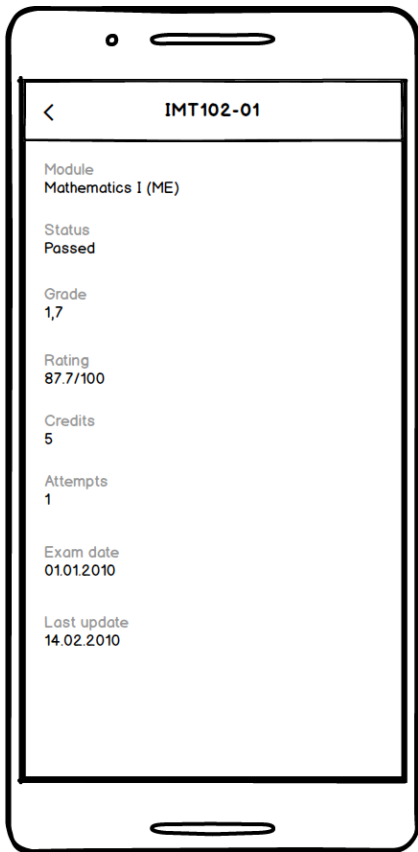 IMT102-01
Module
Mathematics I (ME)
Status
Passed
Grade
1,7
Rating
87.7/100
Credits
5
Attempts
1
Exam date
01.01.2010
Last update
14.02.2010